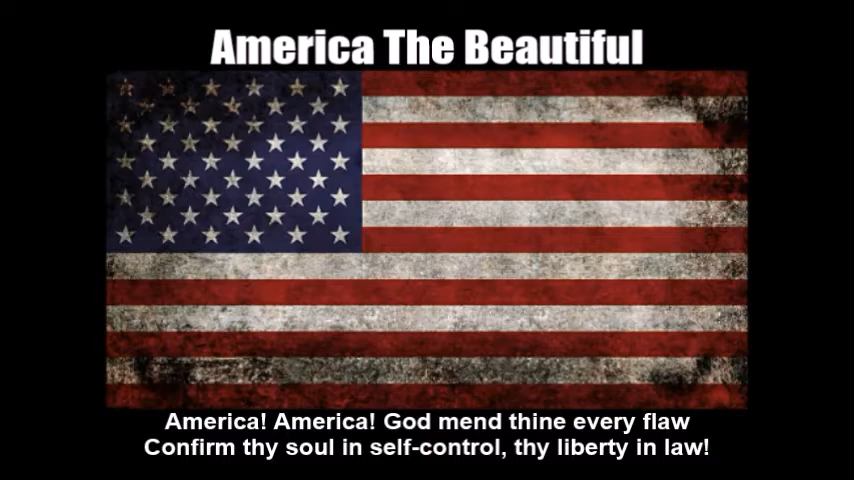 America The Beautiful
America! America! God mend thine every flaw
Confirm thy soul in self-control, thy liberty in law!